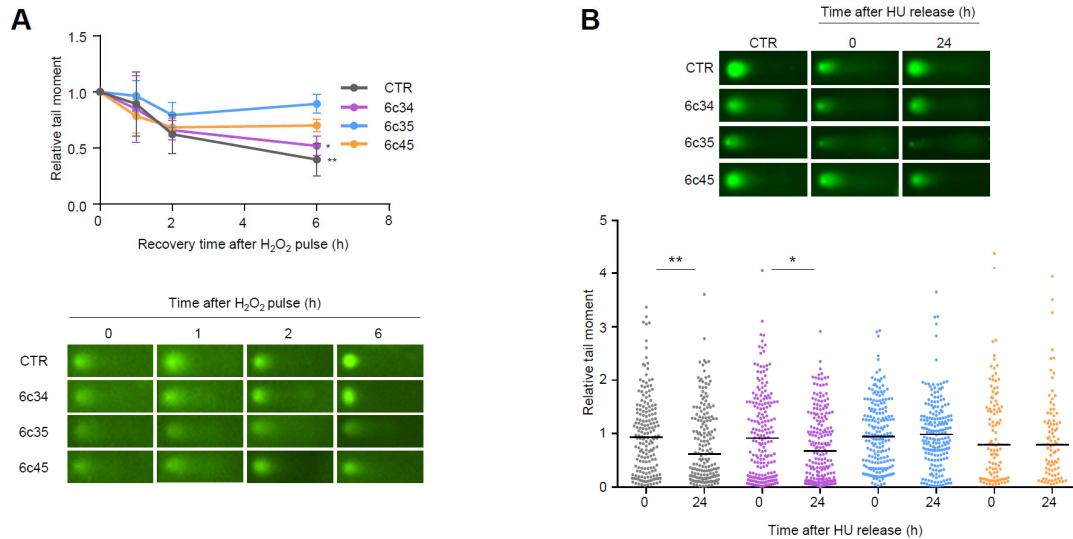 A
1.5
1.0
0.5
0.0
Relative tail moment
0 2 4 6 8
Recovery time after H₂O₂ pulse (h)
CTR
6c34
6c35
6c45
*
**
Time after H₂O₂ pulse (h)
0 1 2 6
CTR
6c34
6c35
6c45
B
Time after HU release (h)
CTR 0 24
CTR
6c34
6c35
6c45
5
4
3
2
1
0
Relative tail moment
** *
0 24 0 24 0 24 0 24
Time after HU release (h)